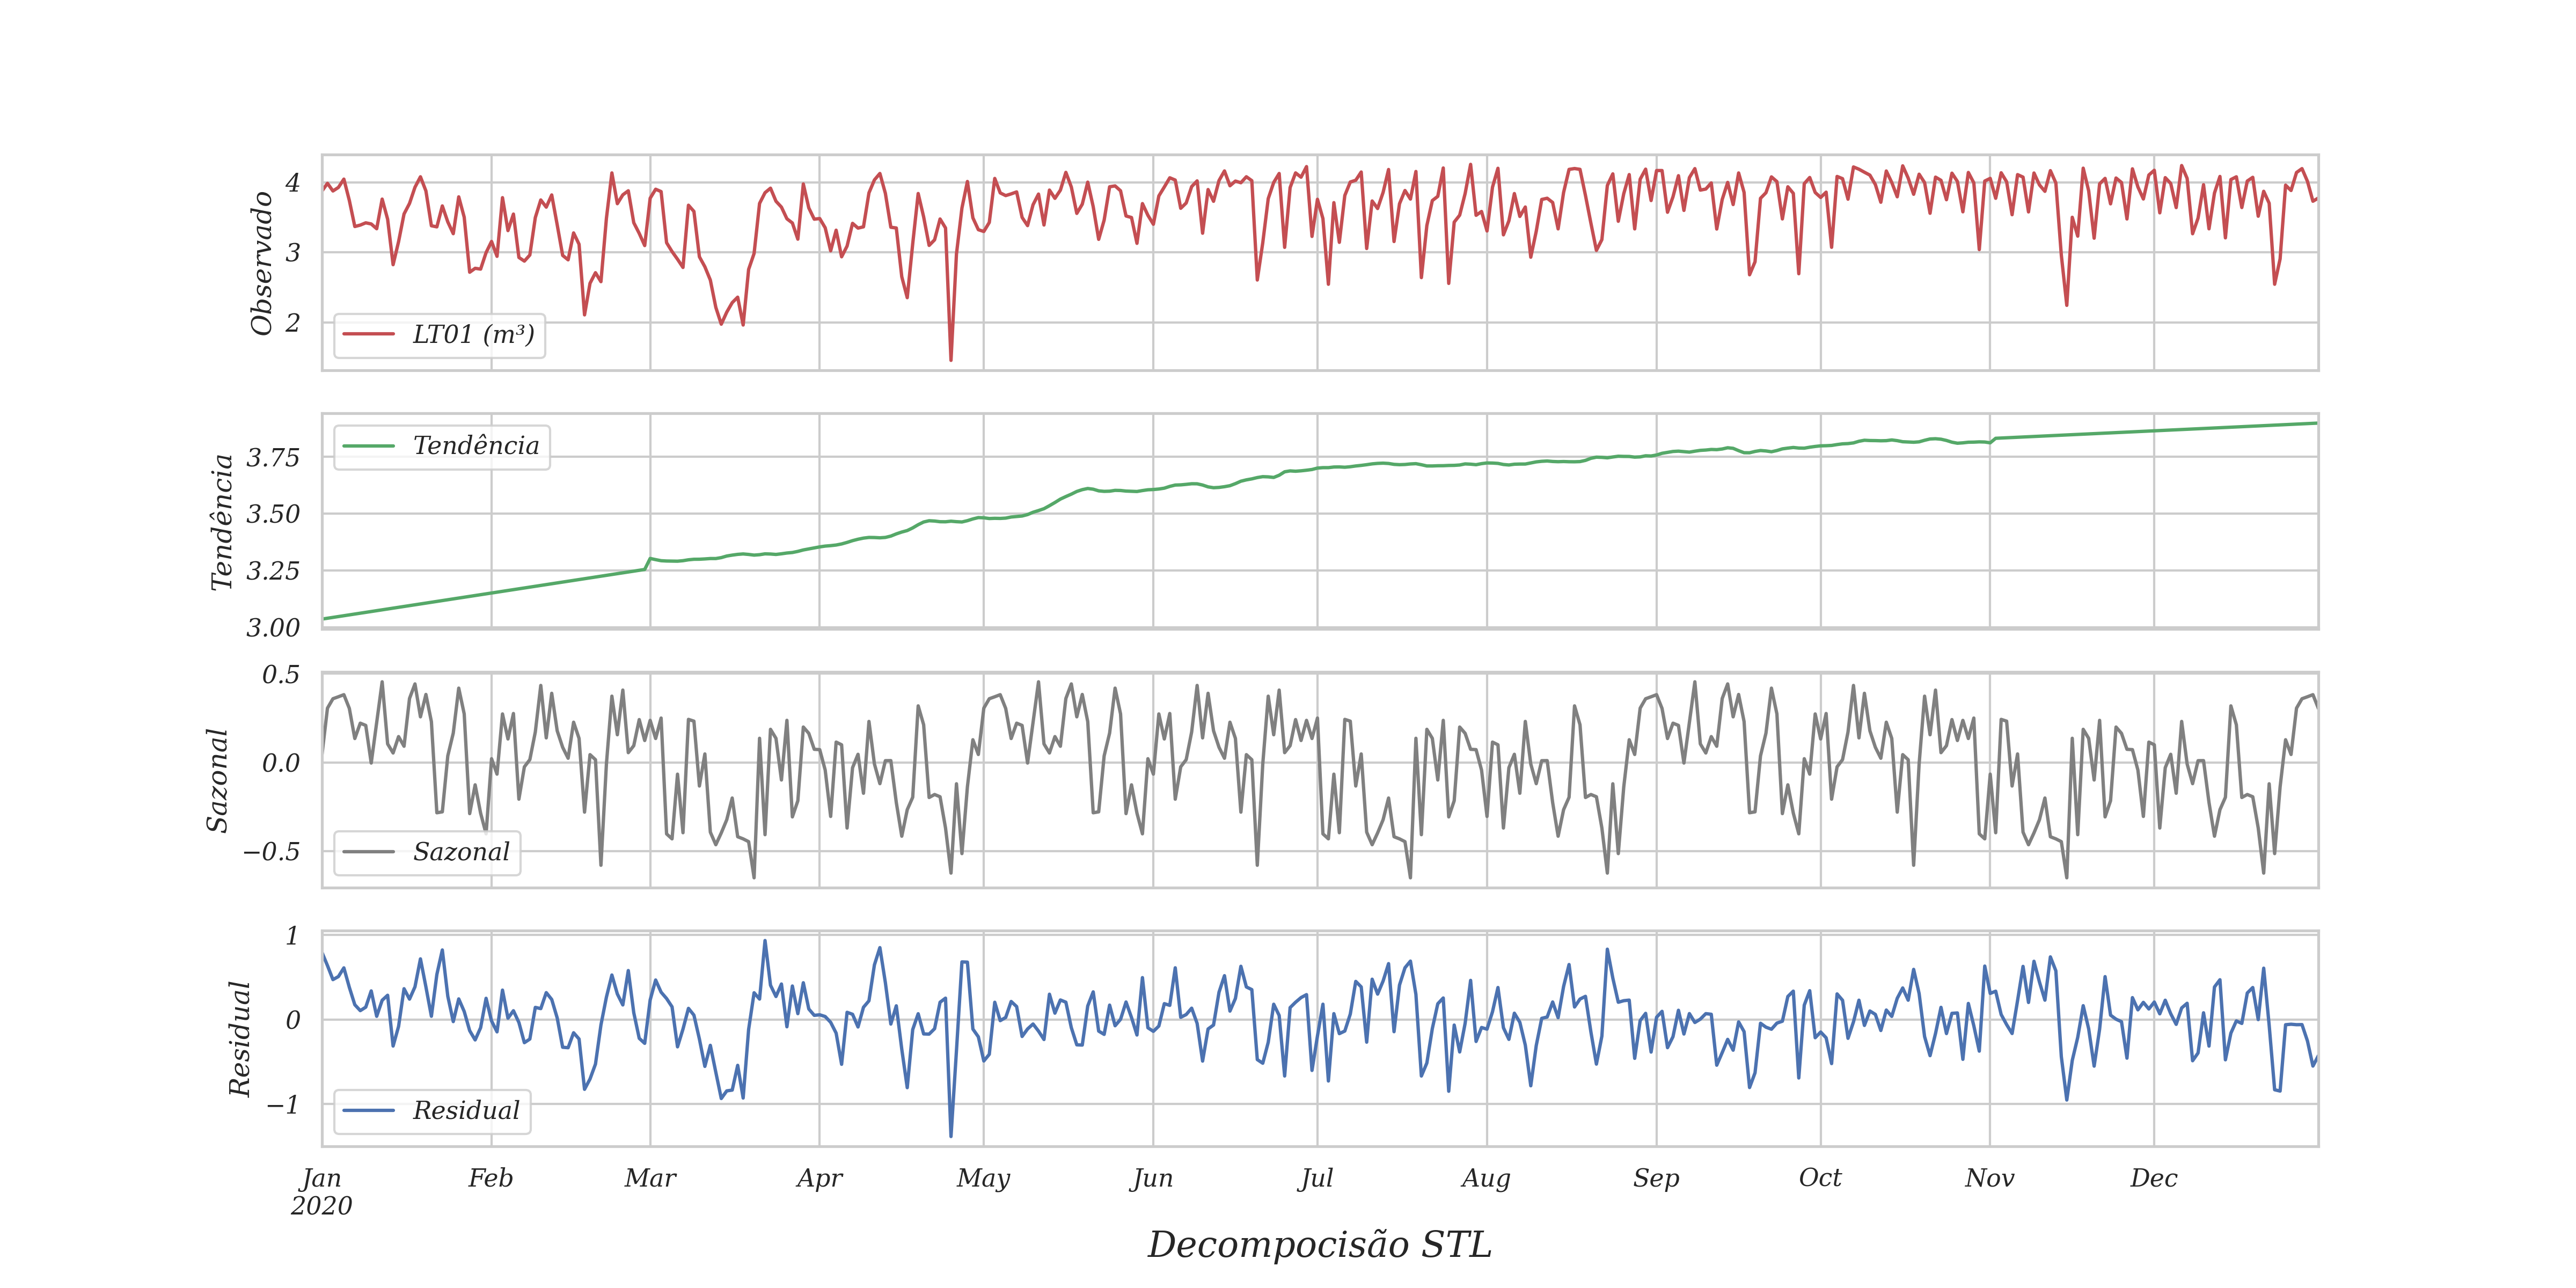 Observado
4
3
2
LT01 (m³)
Tendência
3.75
3.50
3.25
3.00
Tendência
Sazonal
0.5
0.0
−0.5
Sazonal
Residual
1
0
−1
Residual
Jan Feb Mar Apr May Jun Jul Aug Sep Oct Nov Dec
2020
Decompocisão STL